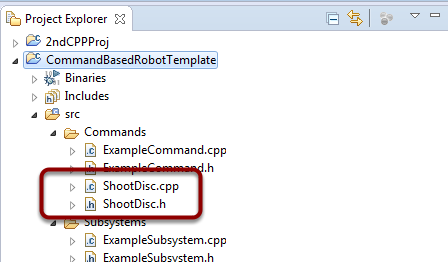 Project Explorer
2ndCPPProj
CommandBasedRobotTemplate
Binaries
Includes
src
Commands
ExampleCommand.cpp
ExampleCommand.h
ShootDisc.cpp
ShootDisc.h
Subsystems
ExampleSubsystem.cpp
ExampleSubsystem.h